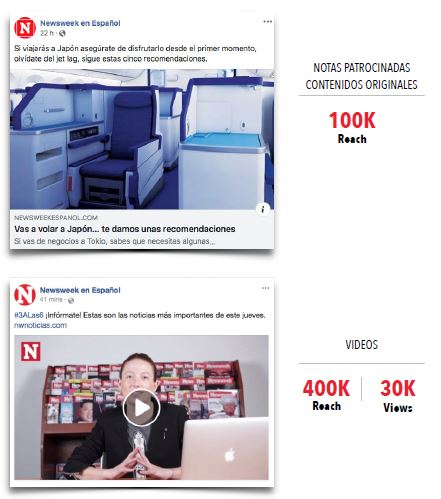 Newsweek en Español
22 h ·
Si viajarás a Japón asegúrate de disfrutarlo desde el primer momento,
olvídate del jet lag, sigue estas cinco recomendaciones.
NEWSWEEKESPANOL.COM
Vas a volar a Japón... te damos unas recomendaciones
Si vas de negocios a Tokio, sabes que necesitas algunas...
NOTAS PATROCINADAS
CONTENIDOS ORIGINALES
100K
Reach
Newsweek en Español
41 mins ·
#3ALas6 ¡Infórmate! Estas son las noticias más importantes de este jueves.
nwnoticias.com
N
VIDEOS
400K
Reach
30K
Views